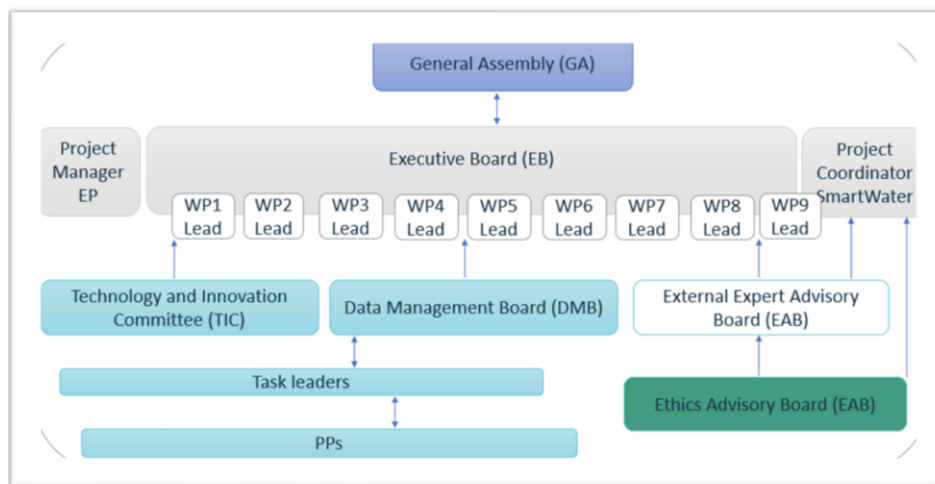 General Assembly (GA)
Project
Manager
EP
Executive Board (EB)
Project
Coordinator
SmartWater
WP1
Lead
WP2
Lead
WP3
Lead
WP4
Lead
WP5
Lead
WP6
Lead
WP7
Lead
WP8
Lead
WP9
Lead
Technology and Innovation
Committee (TIC)
Data Management Board (DMB)
External Expert Advisory
Board (EAB)
Task leaders
Ethics Advisory Board (EAB)
PPs